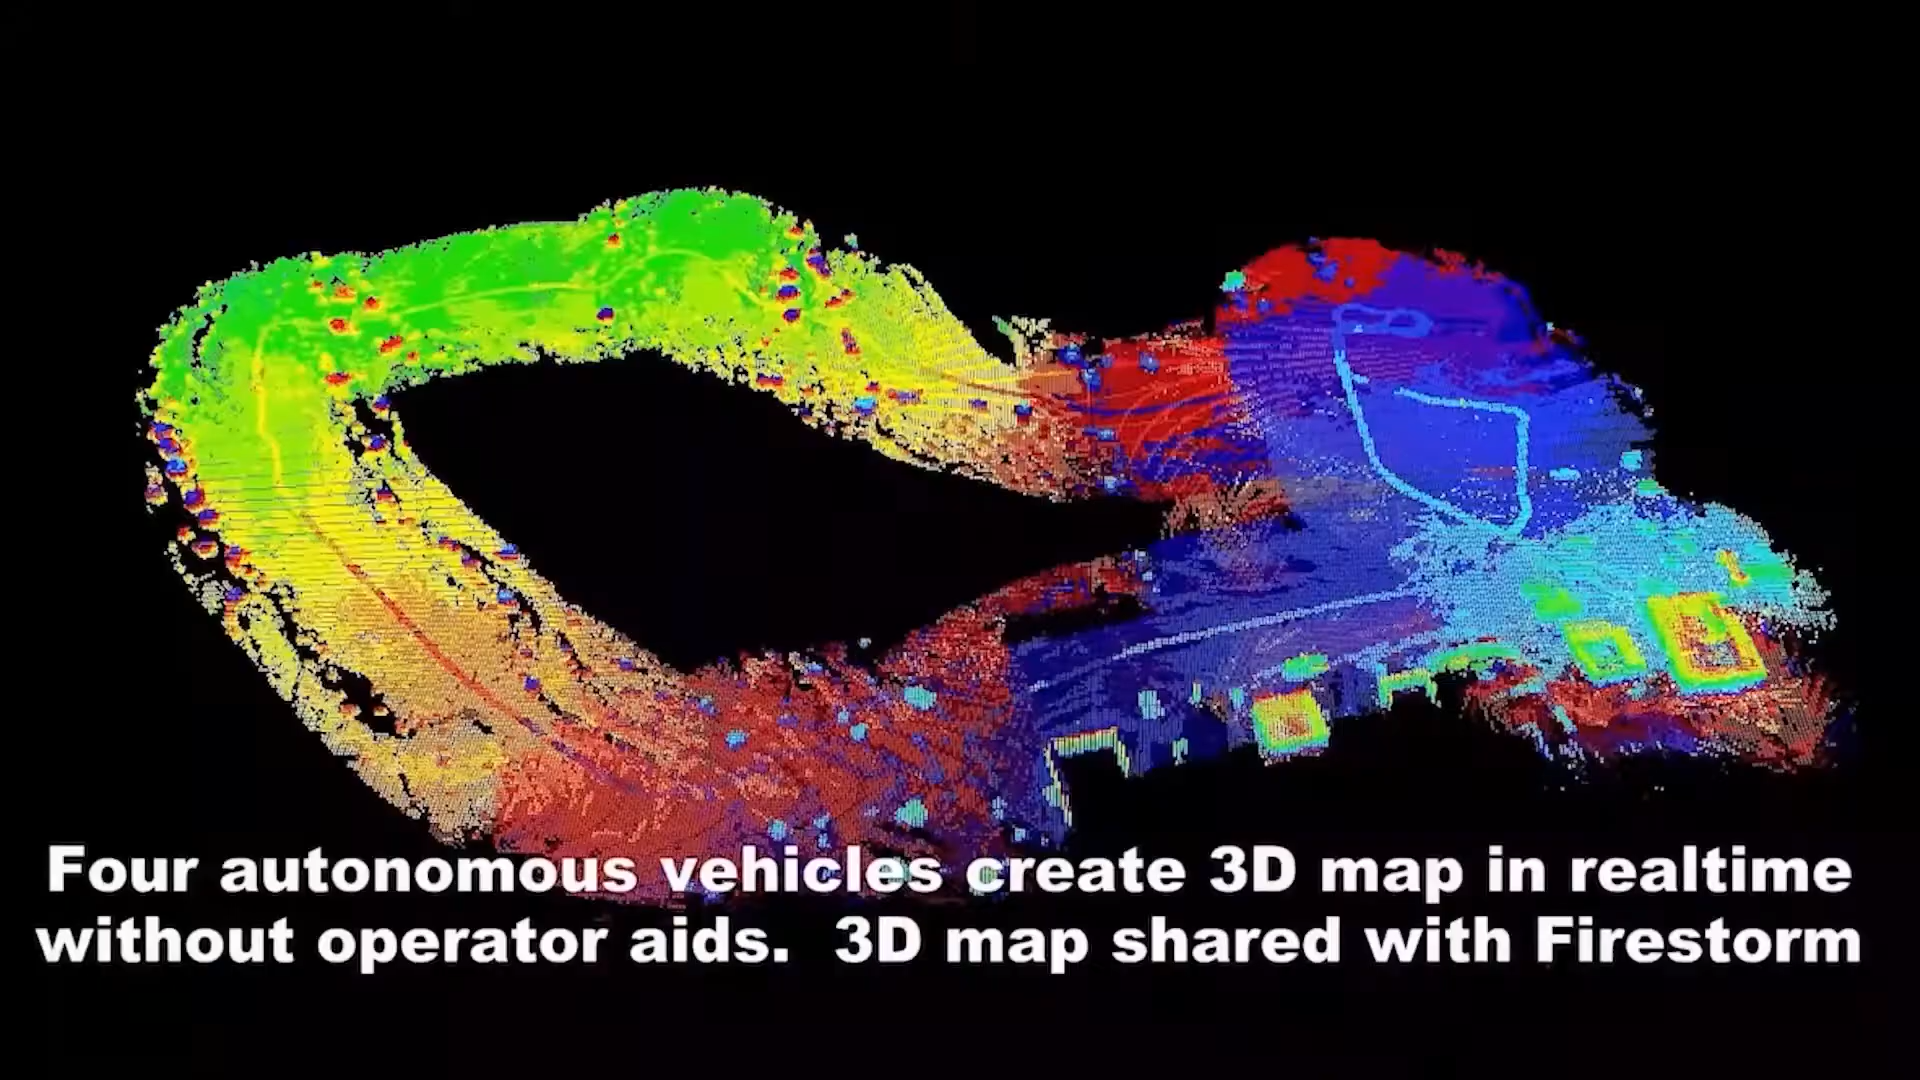 Four autonomous vehicles create 3D map in realtime
without operator aids.  3D map shared with Firestorm